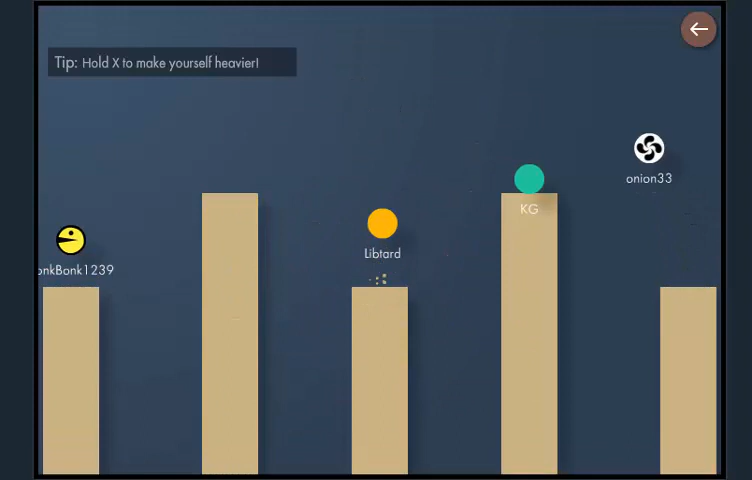 Tip: Hold X to make yourself heavier!
onion33
KG
Libtard
onkBonk1239